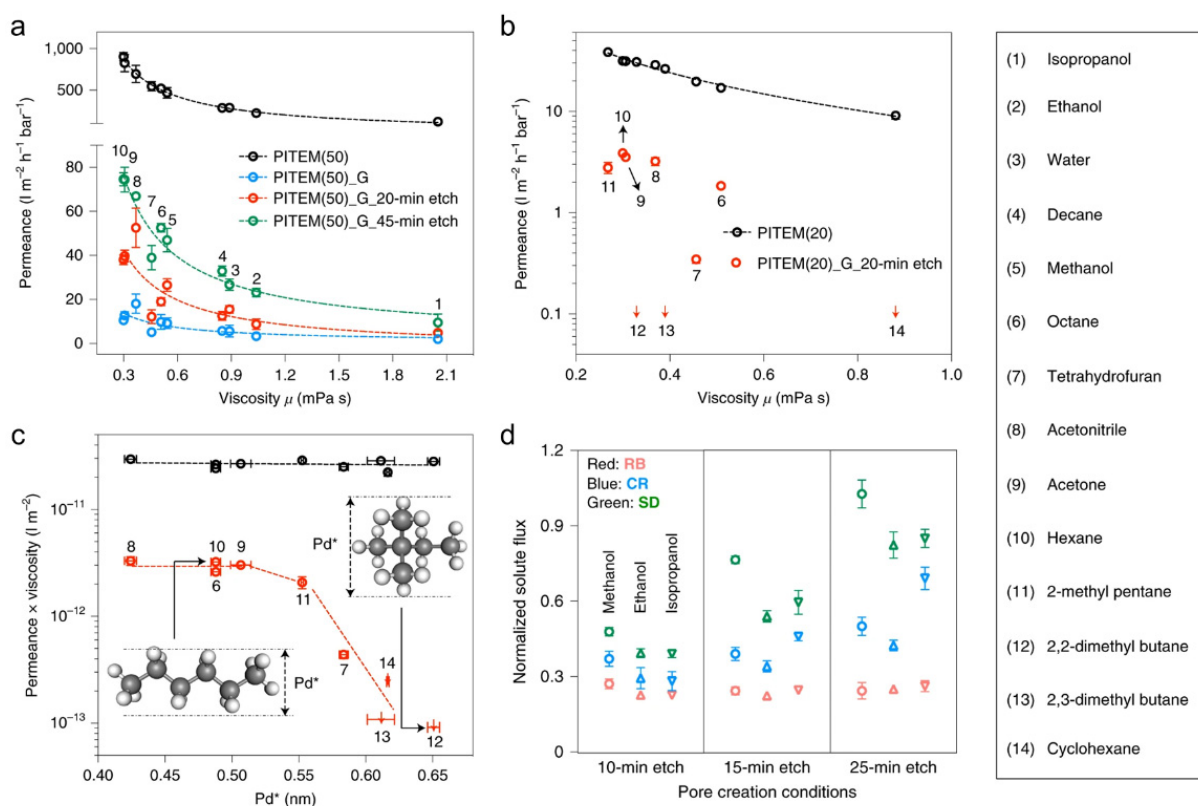 a
1,000
500
80
60
40
20
0
Permeance (l m⁻² h⁻¹ bar⁻¹)
10
9
8
7
6
5
4
3
2
1
PITEM(50)
PITEM(50)_G
PITEM(50)_G_20-min etch
PITEM(50)_G_45-min etch
0.3 0.6 0.9 1.2 1.5 1.8 2.1
Viscosity μ (mPa s)
b
10
1
0.1
Permeance (l m⁻² h⁻¹ bar⁻¹)
10
11
9
8
6
7
12
13
14
PITEM(20)
PITEM(20)_G_20-min etch
0.2 0.4 0.6 0.8 1.0
Viscosity μ (mPa s)
c
10⁻¹¹
10⁻¹²
10⁻¹³
Permeance × viscosity (l m⁻²)
8
10
6
9
11
7
14
13
12
Pd*
Pd*
0.40 0.45 0.50 0.55 0.60 0.65
Pd* (nm)
d
1.2
0.9
0.6
0.3
0
Normalized solute flux
Red: RB
Blue: CR
Green: SD
Methanol
Ethanol
Isopropanol
10-min etch 15-min etch 25-min etch
Pore creation conditions
(1) Isopropanol
(2) Ethanol
(3) Water
(4) Decane
(5) Methanol
(6) Octane
(7) Tetrahydrofuran
(8) Acetonitrile
(9) Acetone
(10) Hexane
(11) 2-methyl pentane
(12) 2,2-dimethyl butane
(13) 2,3-dimethyl butane
(14) Cyclohexane